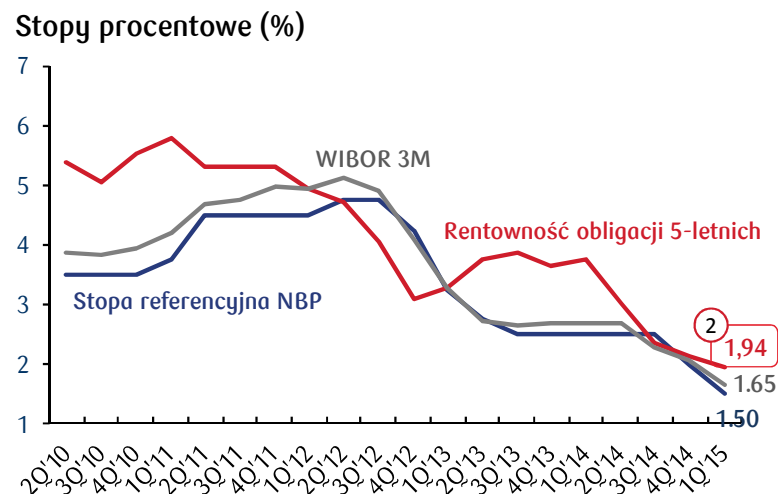 Stopy procentowe (%)
7
6
5
4
3
2
1
WIBOR 3M
Rentowność obligacji 5-letnich
Stopa referencyjna NBP
2
1,94
1.65
1.50
2Q'10
3Q'10
4Q'10
1Q'11
2Q'11
3Q'11
4Q'11
1Q'12
2Q'12
3Q'12
4Q'12
1Q'13
2Q'13
3Q'13
4Q'13
1Q'14
2Q'14
3Q'14
4Q'14
1Q'15